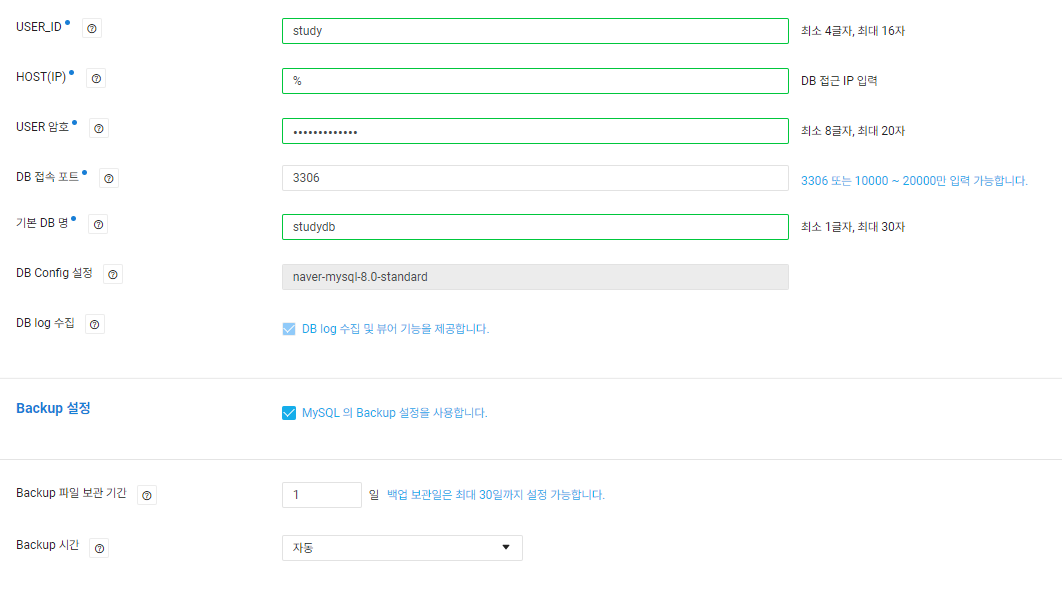 USER_ID study 최소 4글자, 최대 16자
HOST(IP) % DB 접근 IP 입력
USER 암호 ••••••••••••• 최소 8글자, 최대 20자
DB 접속 포트 3306 3306 또는 10000 ~ 20000만 입력 가능합니다.
기본 DB 명 studydb 최소 1글자, 최대 30자
DB Config 설정 naver-mysql-8.0-standard
DB log 수집 DB log 수집 및 뷰어 기능을 제공합니다.
Backup 설정 MySQL 의 Backup 설정을 사용합니다.
Backup 파일 보관 기간 1 일 백업 보관일은 최대 30일까지 설정 가능합니다.
Backup 시간 자동